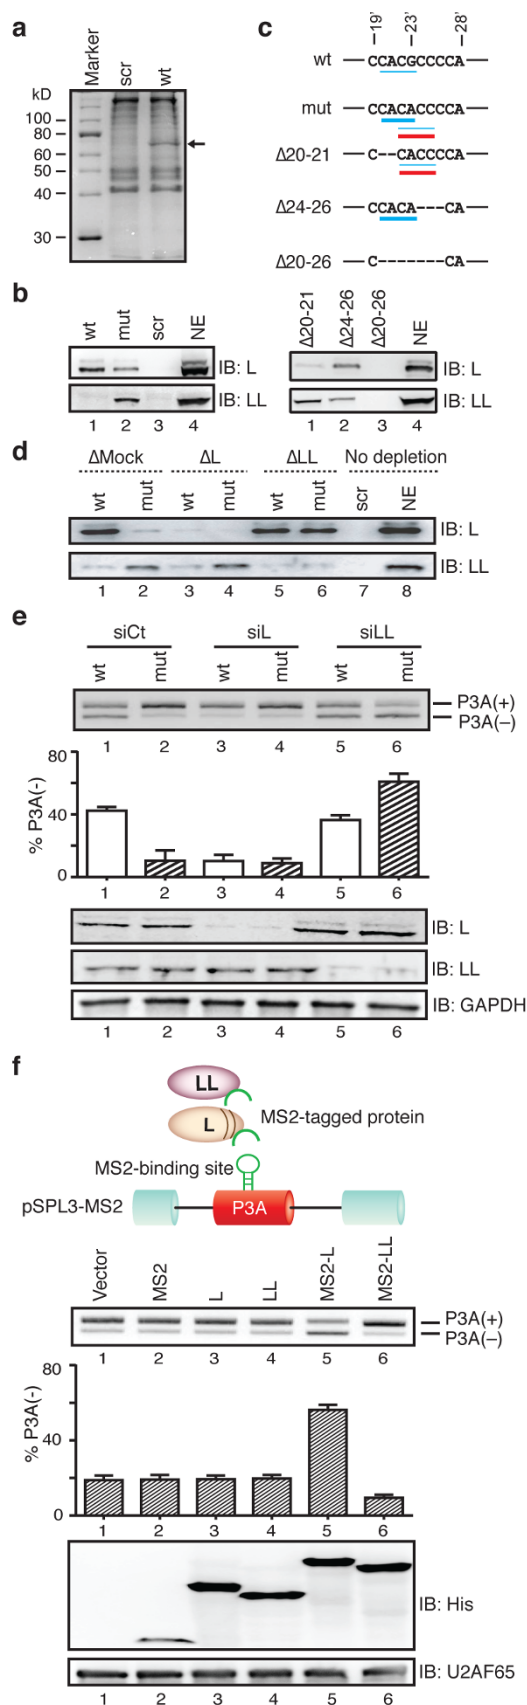 a
Marker
scr
wt
kD
100
80
60
50
40
30
c
–19'
–23'
–28'
wt CCACGCCCCA
mut CCACACCCCA
Δ20-21 C--CACCCCA
Δ24-26 CCACA---CA
Δ20-26 C-------CA
b
wt mut scr NE
IB: L
IB: LL
1 2 3 4
Δ20-21 Δ24-26 Δ20-26 NE
IB: L
IB: LL
1 2 3 4
d
ΔMock ΔL ΔLL No depletion
wt mut wt mut wt mut scr NE
IB: L
IB: LL
1 2 3 4 5 6 7 8
e
siCt siL siLL
wt mut wt mut wt mut
P3A(+)
P3A(–)
1 2 3 4 5 6
% P3A(-)
80
40
0
1 2 3 4 5 6
IB: L
IB: LL
IB: GAPDH
1 2 3 4 5 6
f
LL
L
MS2-tagged protein
MS2-binding site
pSPL3-MS2
P3A
Vector MS2 L LL MS2-L MS2-LL
P3A(+)
P3A(–)
1 2 3 4 5 6
% P3A(-)
80
40
0
1 2 3 4 5 6
IB: His
IB: U2AF65
1 2 3 4 5 6